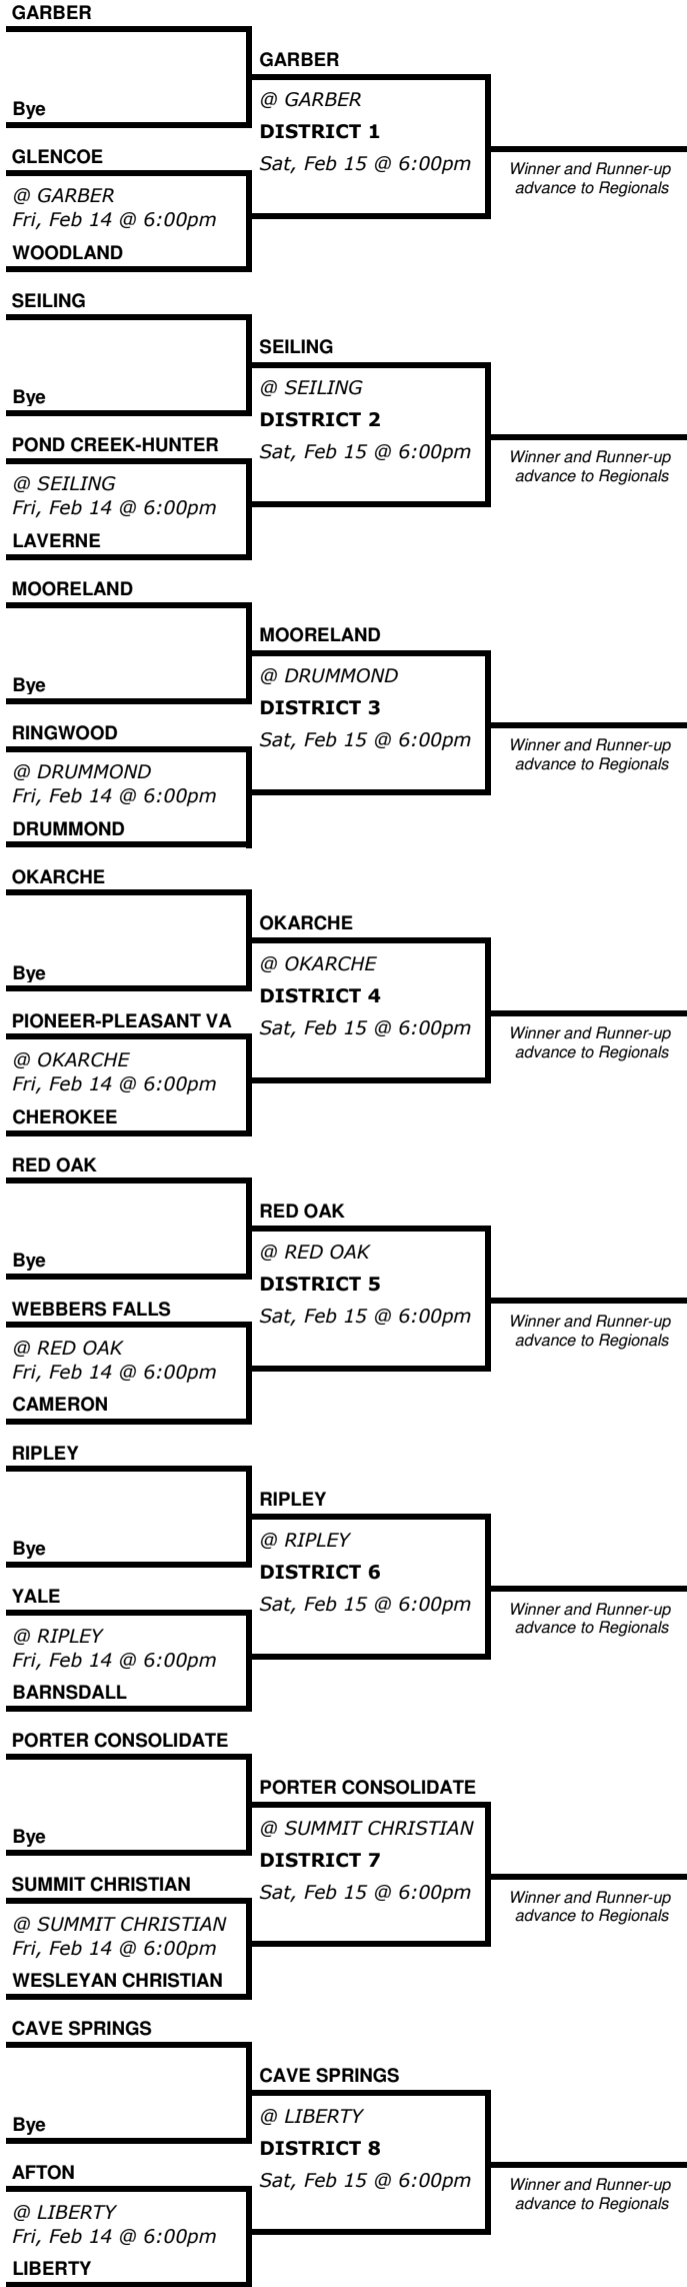 GARBER
GARBER
@ GARBER
Bye
DISTRICT 1
GLENCOE
Sat, Feb 15 @ 6:00pm
Winner and Runner-up
advance to Regionals
@ GARBER
Fri, Feb 14 @ 6:00pm
WOODLAND
SEILING
SEILING
@ SEILING
Bye
DISTRICT 2
POND CREEK-HUNTER
Sat, Feb 15 @ 6:00pm
Winner and Runner-up
advance to Regionals
@ SEILING
Fri, Feb 14 @ 6:00pm
LAVERNE
MOORELAND
MOORELAND
@ DRUMMOND
Bye
DISTRICT 3
RINGWOOD
Sat, Feb 15 @ 6:00pm
Winner and Runner-up
advance to Regionals
@ DRUMMOND
Fri, Feb 14 @ 6:00pm
DRUMMOND
OKARCHE
OKARCHE
@ OKARCHE
Bye
DISTRICT 4
PIONEER-PLEASANT VA
Sat, Feb 15 @ 6:00pm
Winner and Runner-up
advance to Regionals
@ OKARCHE
Fri, Feb 14 @ 6:00pm
CHEROKEE
RED OAK
RED OAK
@ RED OAK
Bye
DISTRICT 5
WEBBERS FALLS
Sat, Feb 15 @ 6:00pm
Winner and Runner-up
advance to Regionals
@ RED OAK
Fri, Feb 14 @ 6:00pm
CAMERON
RIPLEY
RIPLEY
@ RIPLEY
Bye
DISTRICT 6
YALE
Sat, Feb 15 @ 6:00pm
Winner and Runner-up
advance to Regionals
@ RIPLEY
Fri, Feb 14 @ 6:00pm
BARNSDALL
PORTER CONSOLIDATE
PORTER CONSOLIDATE
@ SUMMIT CHRISTIAN
Bye
DISTRICT 7
SUMMIT CHRISTIAN
Sat, Feb 15 @ 6:00pm
Winner and Runner-up
advance to Regionals
@ SUMMIT CHRISTIAN
Fri, Feb 14 @ 6:00pm
WESLEYAN CHRISTIAN
CAVE SPRINGS
CAVE SPRINGS
@ LIBERTY
Bye
DISTRICT 8
AFTON
Sat, Feb 15 @ 6:00pm
Winner and Runner-up
advance to Regionals
@ LIBERTY
Fri, Feb 14 @ 6:00pm
LIBERTY